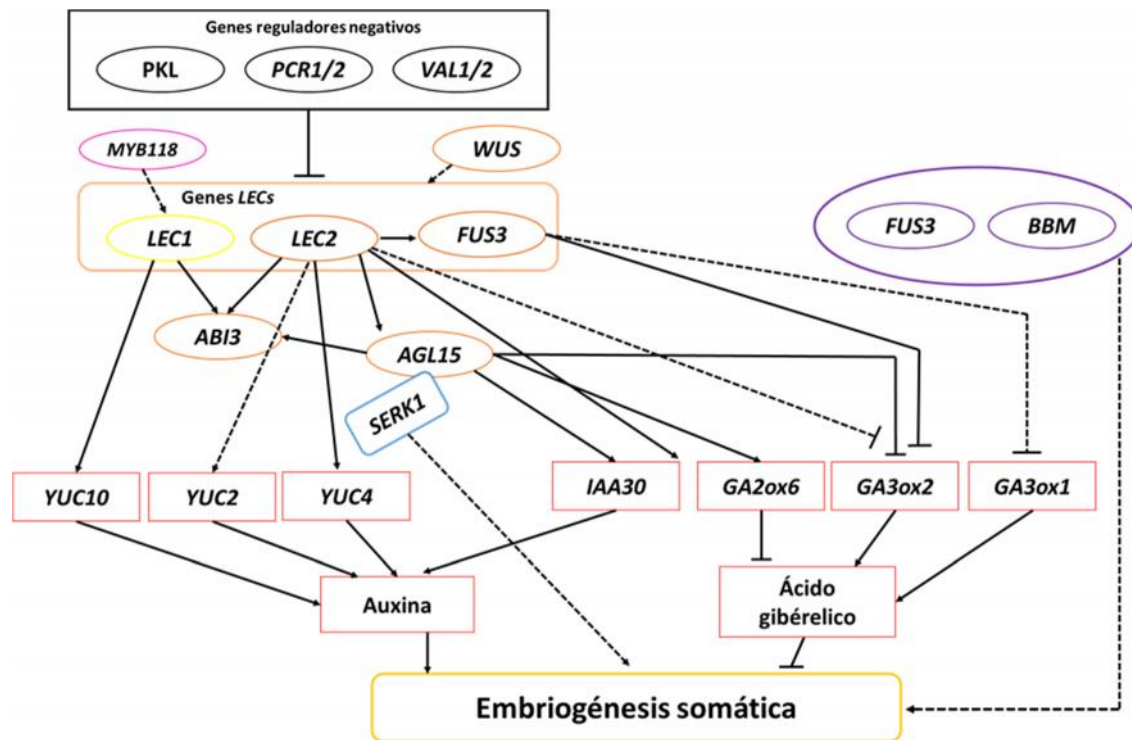 Genes reguladores negativos
PKL
PCR1/2
VAL1/2
MYB118
WUS
Genes LECs
LEC1
LEC2
FUS3
FUS3
BBM
ABI3
AGL15
SERK1
YUC10
YUC2
YUC4
IAA30
GA2ox6
GA3ox2
GA3ox1
Auxina
Ácido
gibérelico
Embriogénesis somática